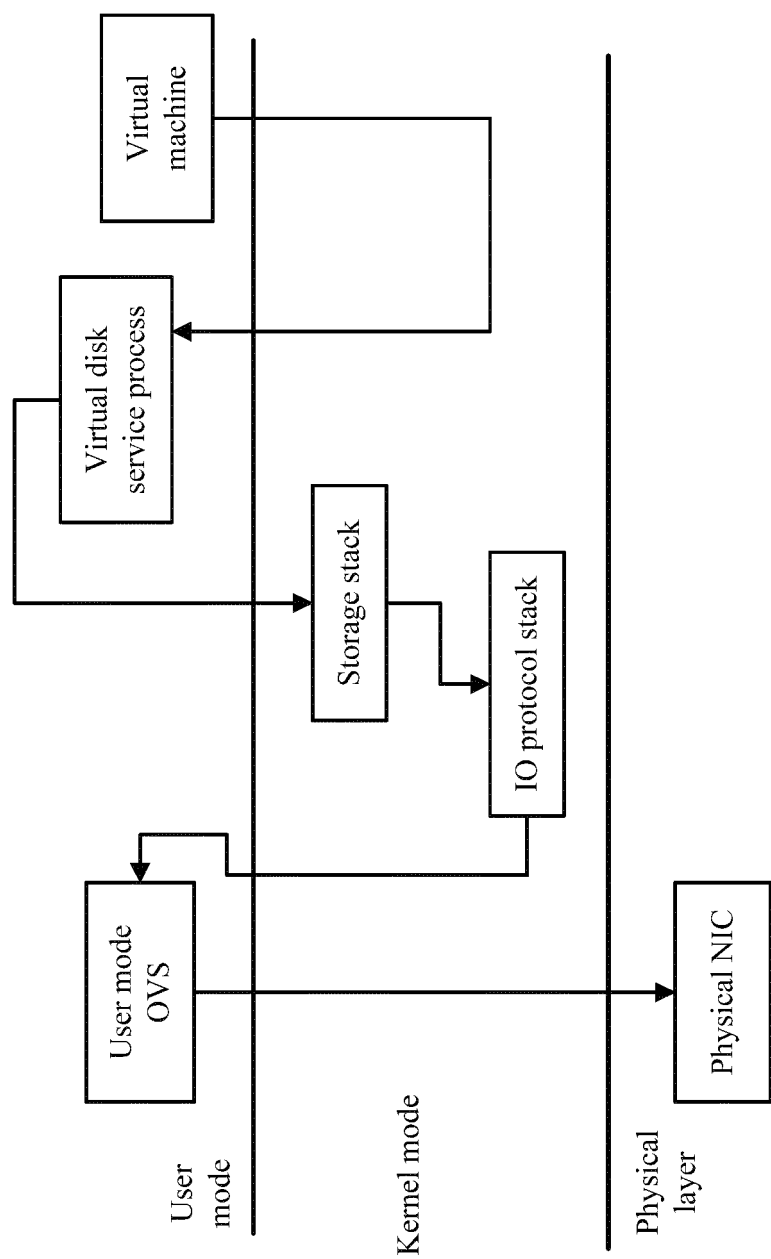 Virtual
machine
Virtual disk
service process
Storage stack
IO protocol stack
User mode
OVS
Physical NIC
User
mode
Kernel mode
Physical
layer